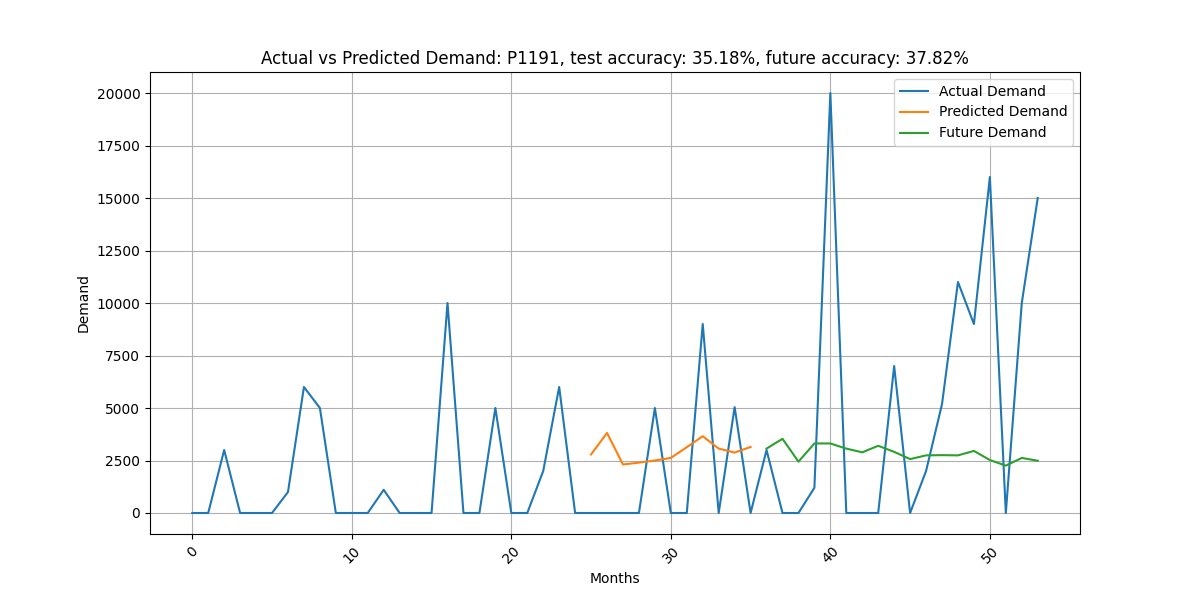 Actual vs Predicted Demand: P1191, test accuracy: 35.18%, future accuracy: 37.82%
Actual Demand
Predicted Demand
Future Demand
20000
17500
15000
12500
10000
7500
5000
2500
0
Demand
0 10 20 30 40 50
Months